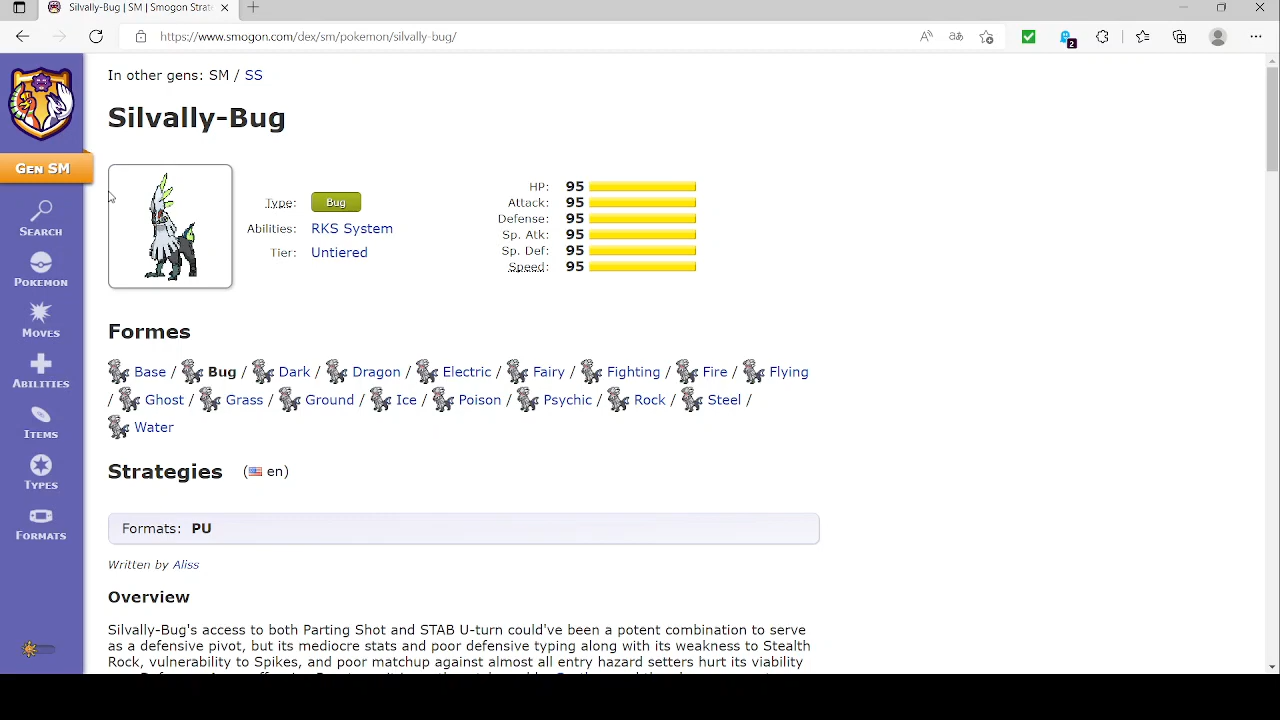 Silvally-Bug | SM | Smogon Strate
https://www.smogon.com/dex/sm/pokemon/silvally-bug/
2
In other gens: SM / SS
Silvally-Bug
Gen SM
Search
Pokemon
Moves
Abilities
Items
Types
Formats
Type: Bug
Abilities: RKS System
Tier: Untiered
HP: 95
Attack: 95
Defense: 95
Sp. Atk: 95
Sp. Def: 95
Speed: 95
Formes
Base / Bug / Dark / Dragon / Electric / Fairy / Fighting / Fire / Flying
/ Ghost / Grass / Ground / Ice / Poison / Psychic / Rock / Steel /
Water
Strategies (en)
Formats: PU
Written by Aliss
Overview
Silvally-Bug's access to both Parting Shot and STAB U-turn could've been a potent combination to serve
as a defensive pivot, but its mediocre stats and poor defensive typing along with its weakness to Stealth
Rock, vulnerability to Spikes, and poor matchup against almost all entry hazard setters hurt its viability